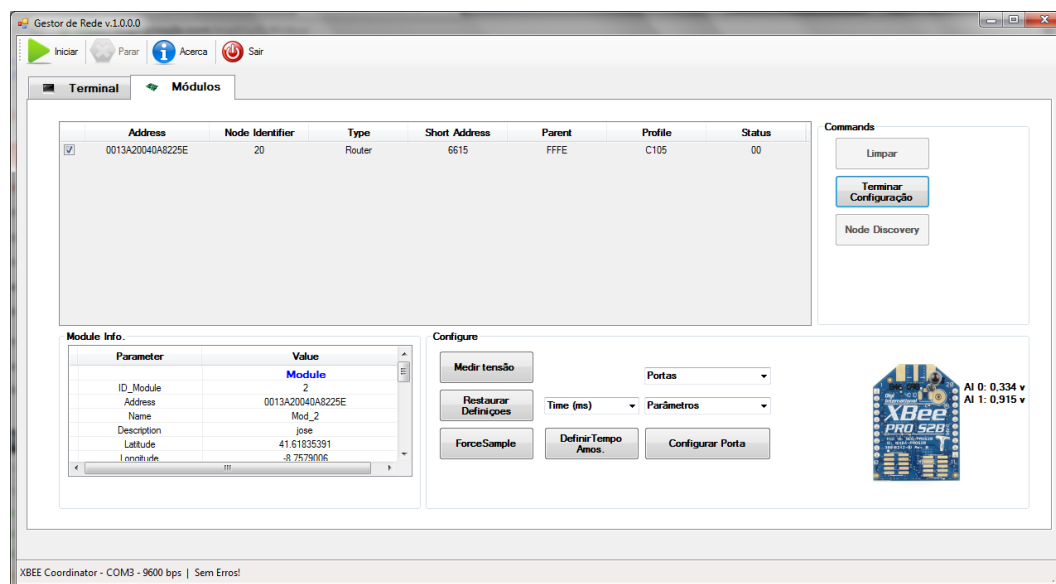 Gestor de Rede v.1.0.0.0
Iniciar Parar Acerca Sair
Terminal Módulos
Address Node Identifier Type Short Address Parent Profile Status
0013A20040A8225E 20 Router 6615 FFFE C105 00
Commands
Limpar
Terminar
Configuração
Node Discovery
Module Info.
Parameter Value
Module
ID_Module 2
Address 0013A20040A8225E
Name Mod_2
Description jose
Latitude 41.61835391
Longitude -8.7579006
Configure
Medir tensão
Portas
Restaurar
Definiçoes
Time (ms)
Parâmetros
ForceSample
DefinirTempo
Amos.
Configurar Porta
Digi
International
XBee
PRO S2B
AI 0: 0,334 v
AI 1: 0,915 v
XBEE Coordinator - COM3 - 9600 bps | Sem Erros!